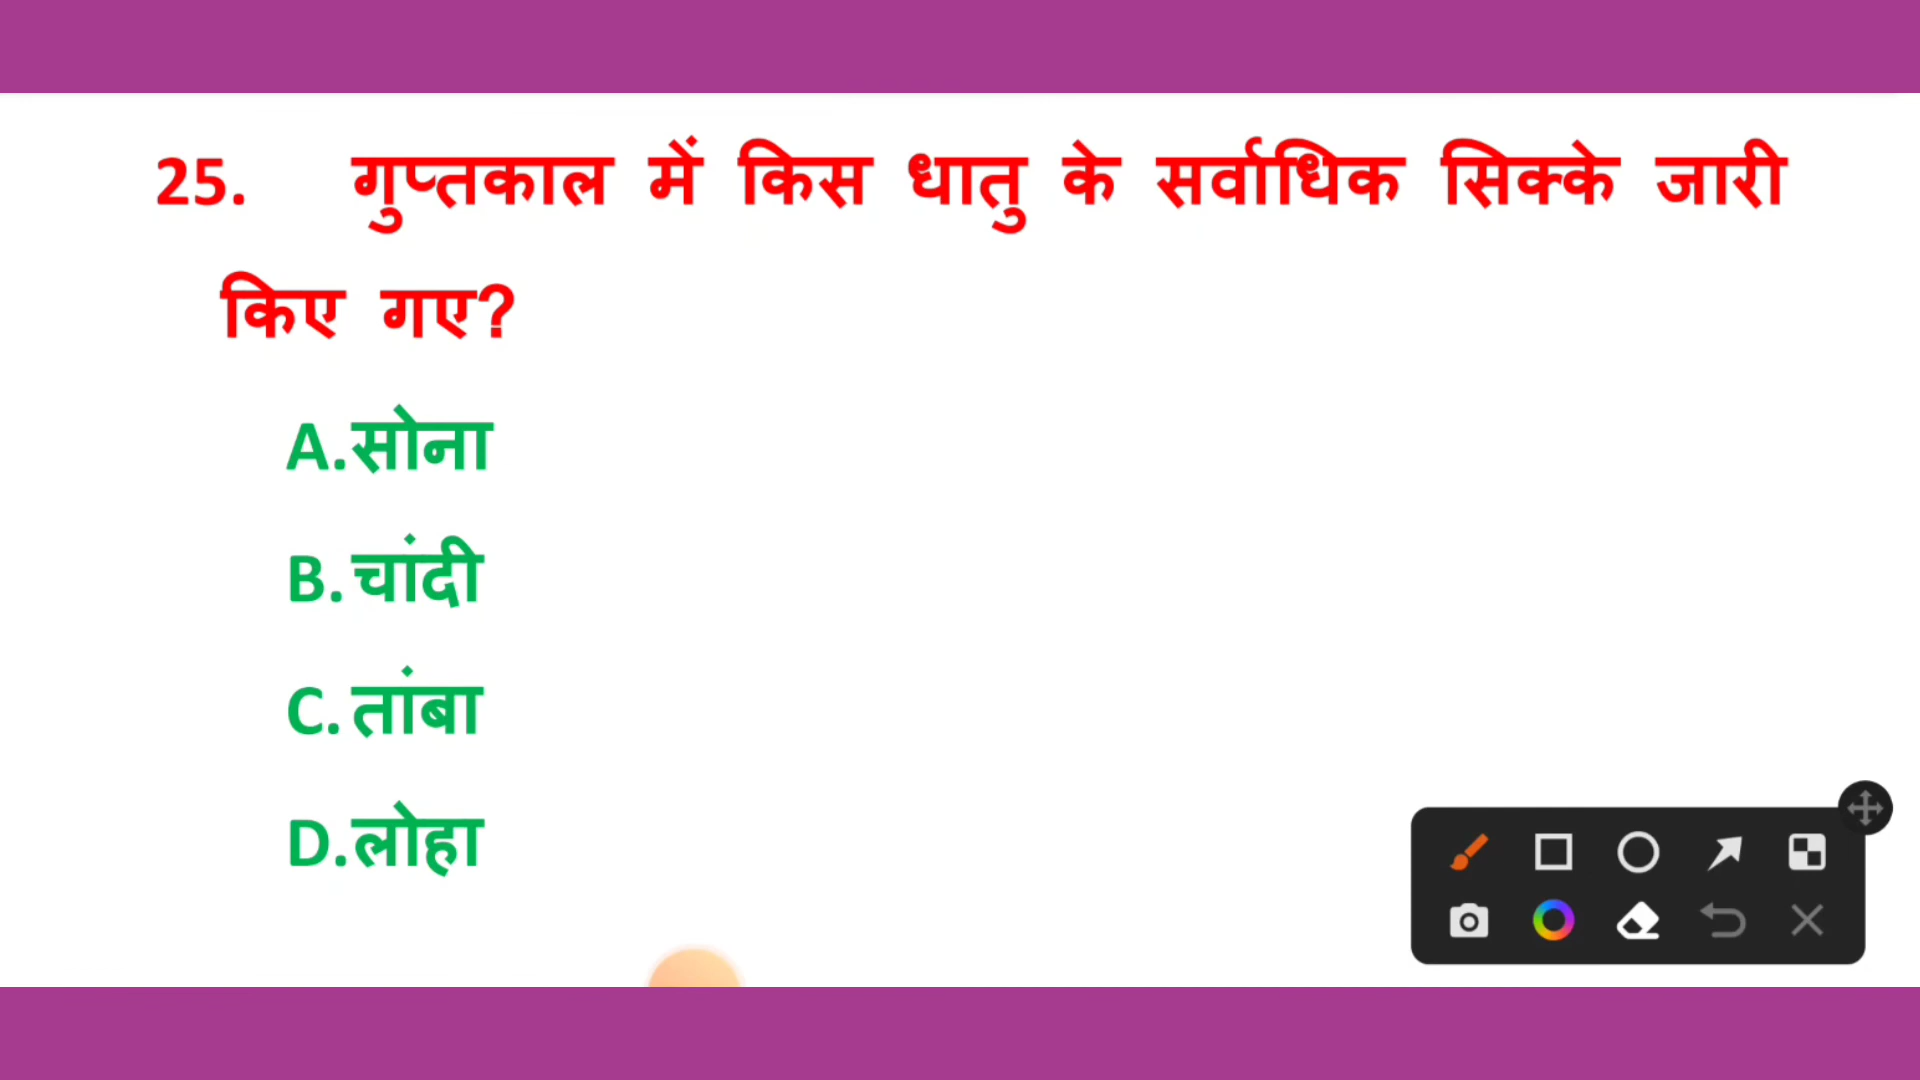 25. गुप्तकाल में किस धातु के सर्वाधिक सिक्के जारी
किए गए?
A.सोना
B.चांदी
C.तांबा
D.लोहा